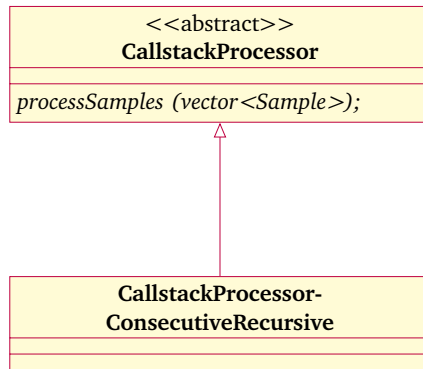 <<abstract>>
CallstackProcessor
processSamples (vector<Sample>);
CallstackProcessor-
ConsecutiveRecursive